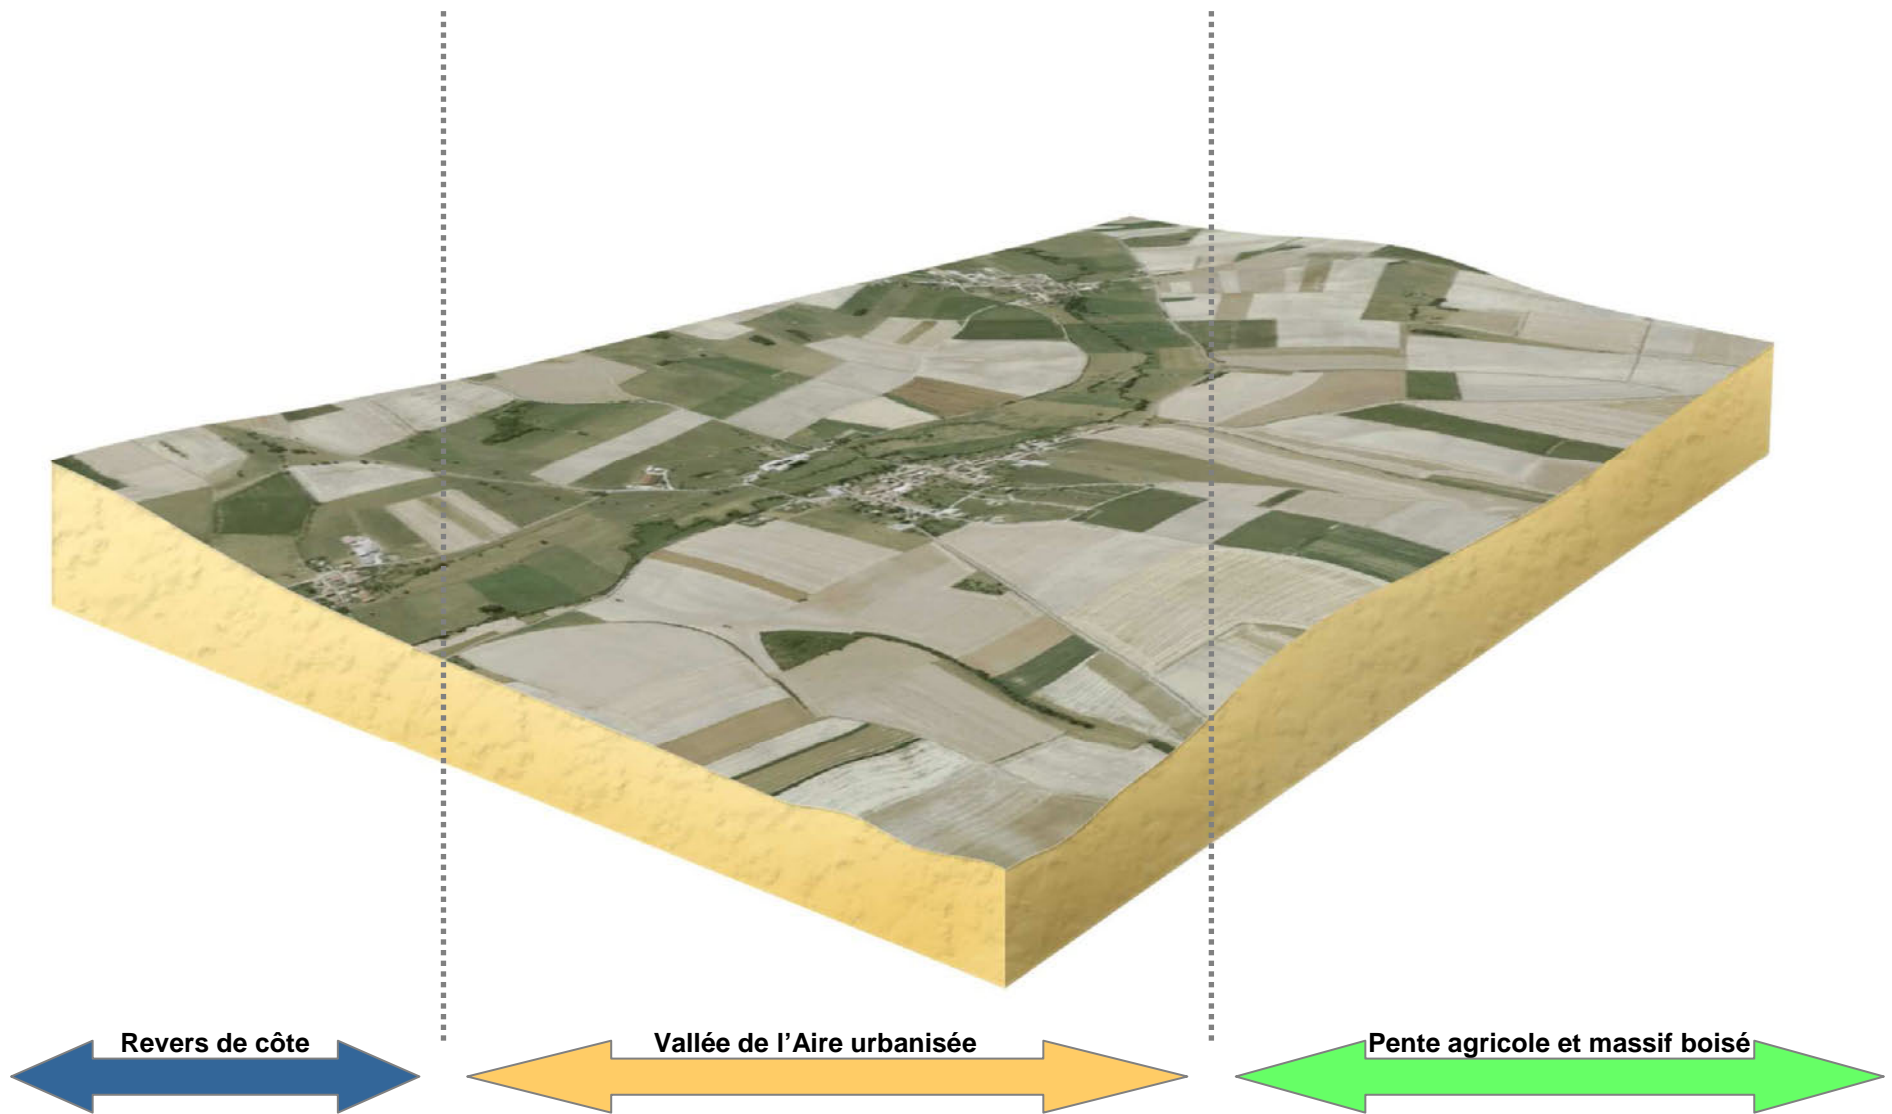 Revers de côte
Vallée de l’Aire urbanisée
Pente agricole et massif boisé